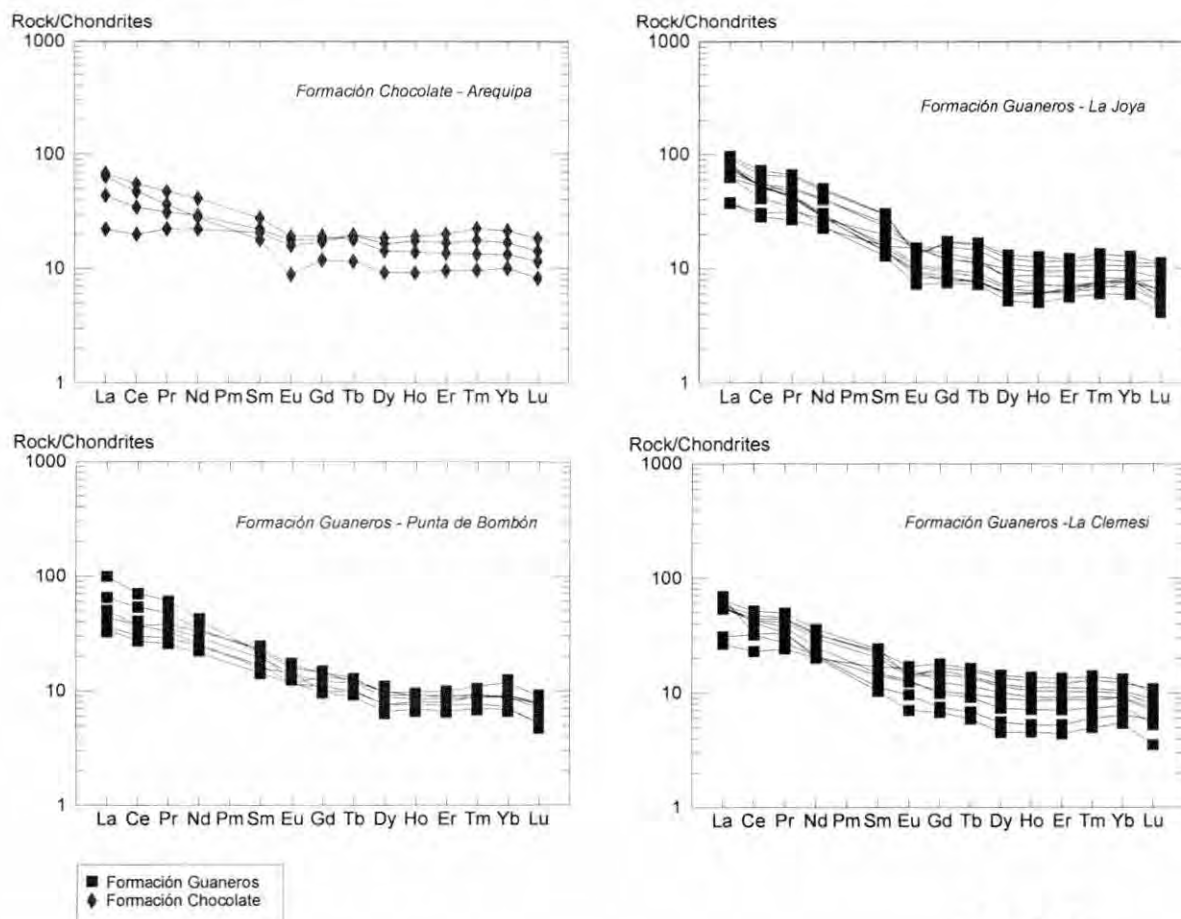 Rock/Chondrites
1000
100
10
1
Formación Chocolate - Arequipa
La Ce Pr Nd Pm Sm Eu Gd Tb Dy Ho Er Tm Yb Lu
Rock/Chondrites
1000
100
10
1
Formación Guaneros - La Joya
La Ce Pr Nd Pm Sm Eu Gd Tb Dy Ho Er Tm Yb Lu
Rock/Chondrites
1000
100
10
1
Formación Guaneros - Punta de Bombón
La Ce Pr Nd Pm Sm Eu Gd Tb Dy Ho Er Tm Yb Lu
Rock/Chondrites
1000
100
10
1
Formación Guaneros -La Clemesi
La Ce Pr Nd Pm Sm Eu Gd Tb Dy Ho Er Tm Yb Lu
Formación Guaneros
Formación Chocolate